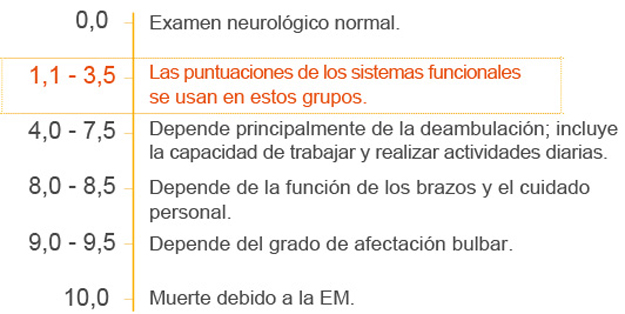 0,0 Examen neurológico normal.
1,1 - 3,5 Las puntuaciones de los sistemas funcionales
se usan en estos grupos.
4,0 - 7,5 Depende principalmente de la deambulación; incluye
la capacidad de trabajar y realizar actividades diarias.
8,0 - 8,5 Depende de la función de los brazos y el cuidado
personal.
9,0 - 9,5 Depende del grado de afectación bulbar.
10,0 Muerte debido a la EM.